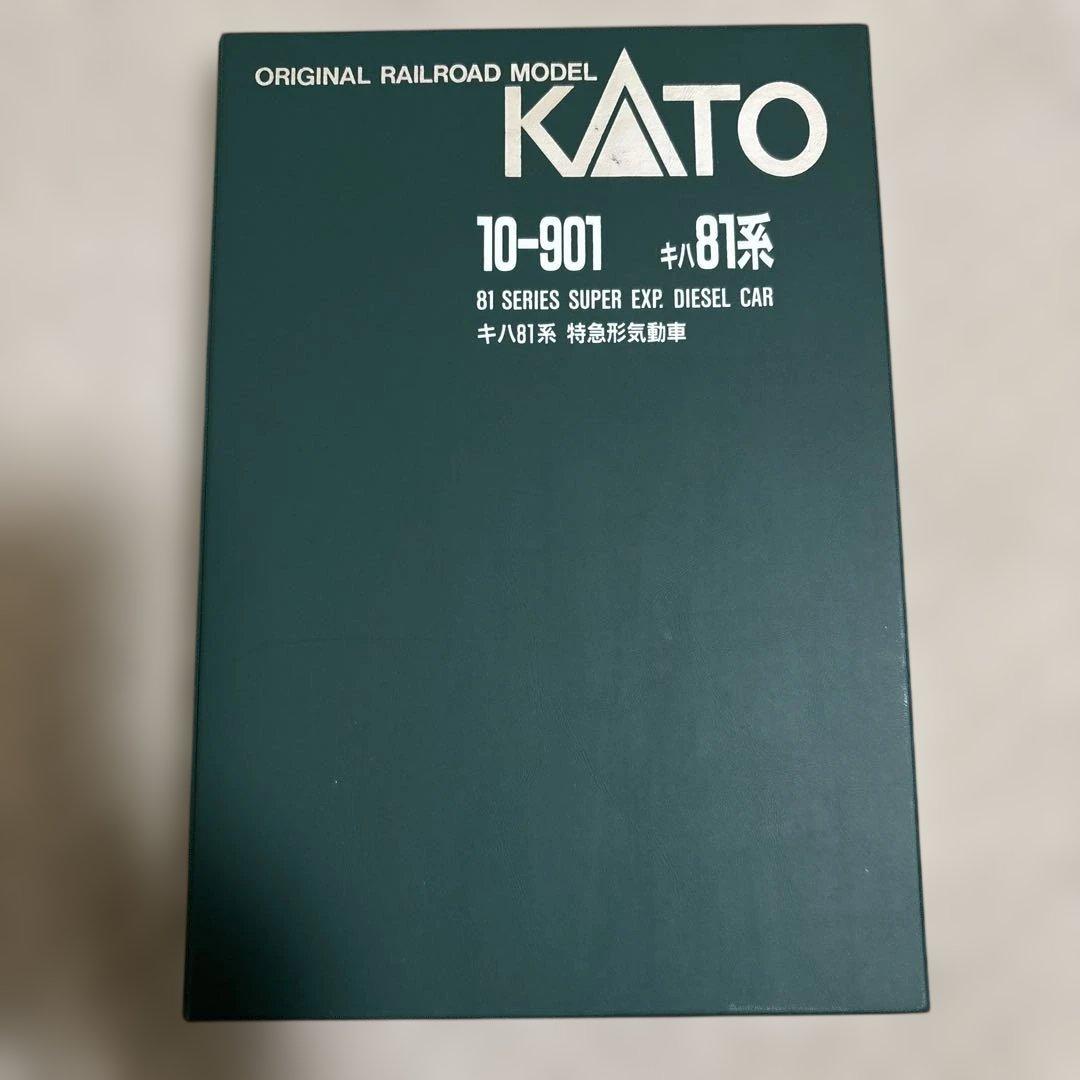 ORIGINAL RAILROAD MODEL
KATO
10-901 キハ81系
81 SERIES SUPER EXP. DIESEL CAR
キハ81系 特急形気動車